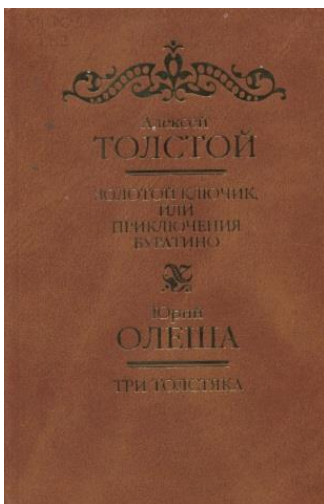 Алексей
ТОЛСТОЙ
ЗОЛОТОЙ КЛЮЧИК,
ИЛИ
ПРИКЛЮЧЕНИЯ
БУРАТИНО
Юрий
ОЛЕША
ТРИ ТОЛСТЯКА